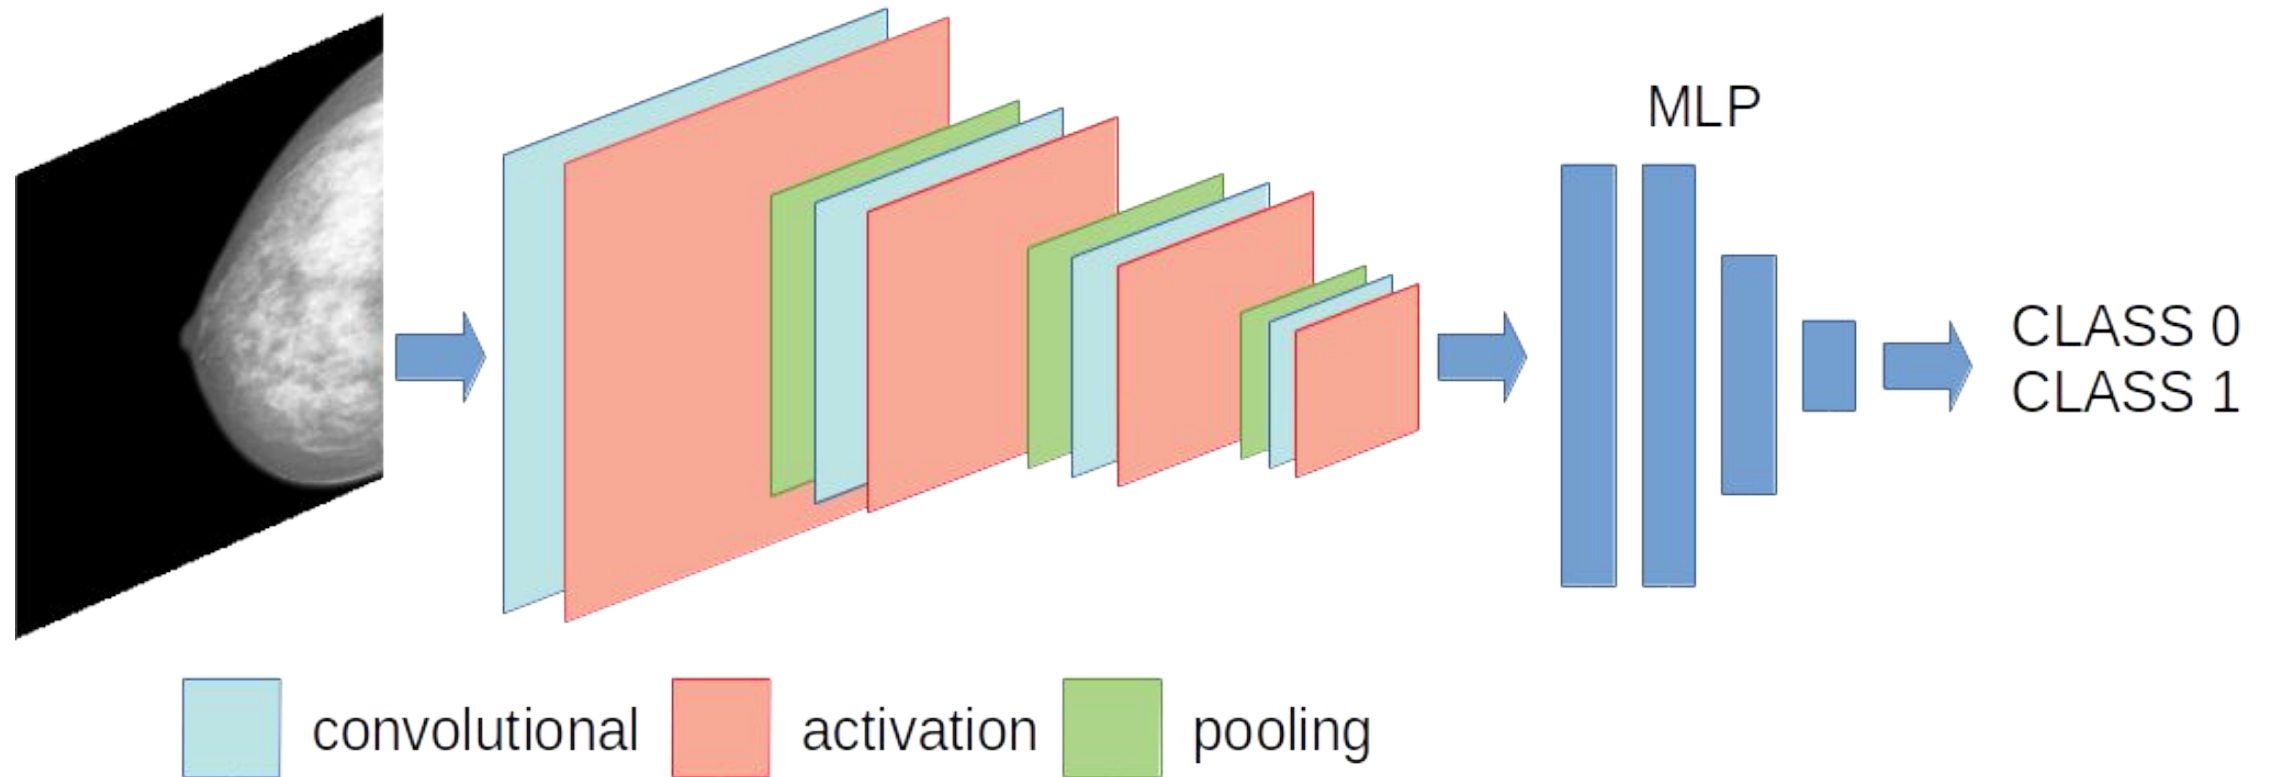 MLP
CLASS 0
CLASS 1
convolutional
activation
pooling